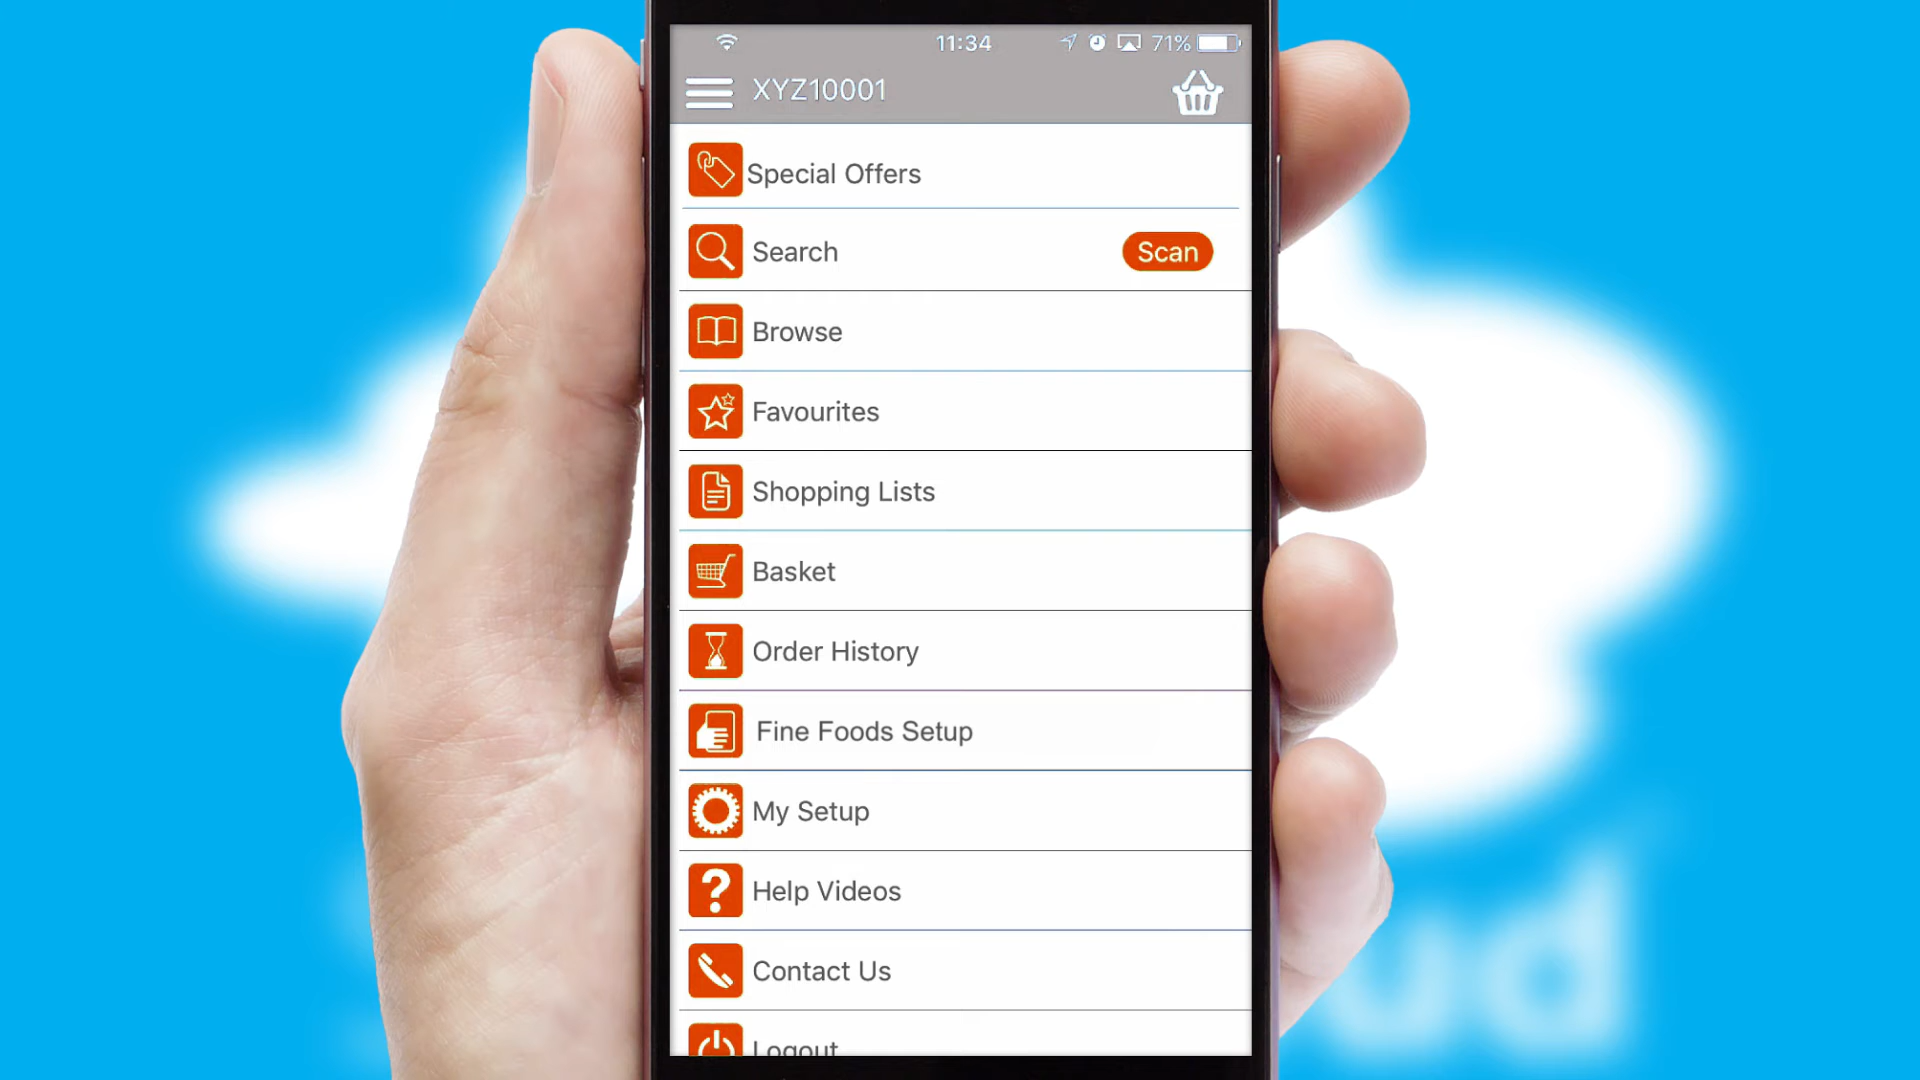 11:34
71%
XYZ10001
Special Offers
Search
Scan
Browse
Favourites
Shopping Lists
Basket
Order History
Fine Foods Setup
My Setup
Help Videos
Contact Us
Logout